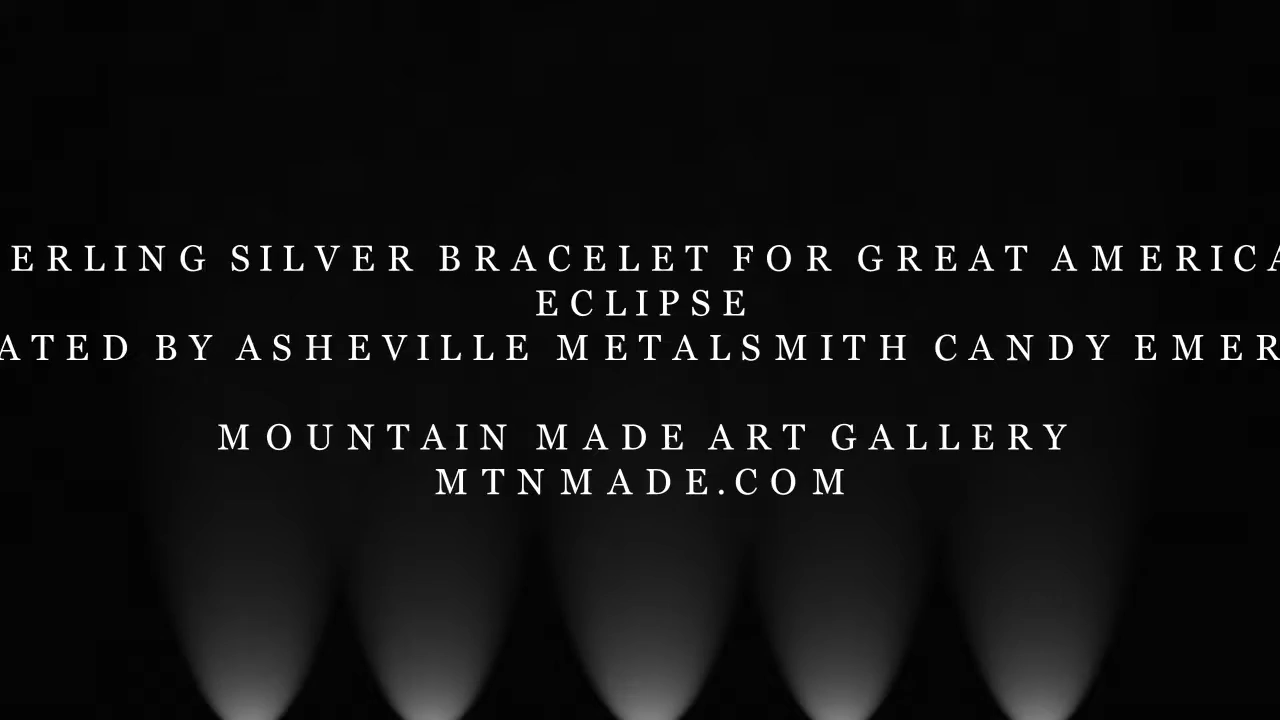 ERLING SILVER BRACELET FOR GREAT AMERICA
ECLIPSE
ATED BY ASHEVILLE METALSMITH CANDY EMER
MOUNTAIN MADE ART GALLERY
MTNMADE.COM